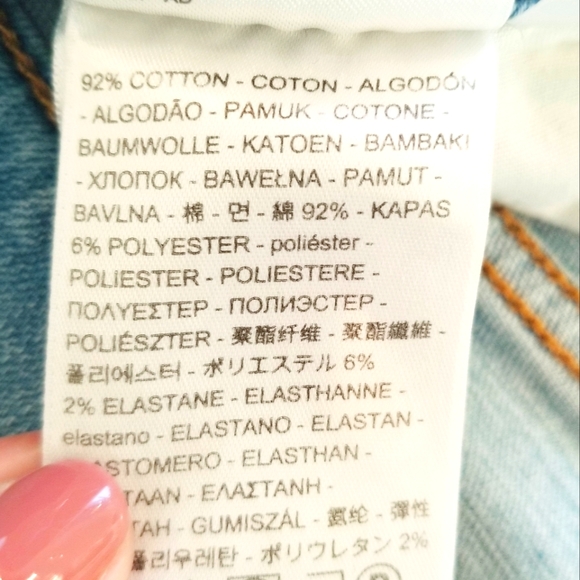 92% COTTON - COTON - ALGODÓN
- ALGODÃO - PAMUK - COTONE -
BAUMWOLLE - KATOEN - BAMBAKI
- ХЛОПОК - BAWEŁNA - PAMUT -
BAVLNA - 棉 - 면 - 綿 92% - KAPAS
6% POLYESTER - poliéster -
POLIESTER - POLIESTERE -
ΠΟΛΥΕΣΤΕΡ - ПОЛИЭСТЕР -
POLIÉSZTER - 聚酯纤维 - 聚酯纖維 -
폴리에스터 - ポリエステル 6%
2% ELASTANE - ELASTHANNE -
elastano - ELASTANO - ELASTAN -
ASTOMERO - ELASTHAN -
TAAN - ΕΛΑΣΤΑΝΗ -
TAH - GUMISZÁL - 氨纶 - 彈性
폴리우레탄 - ポリウレタン 2%